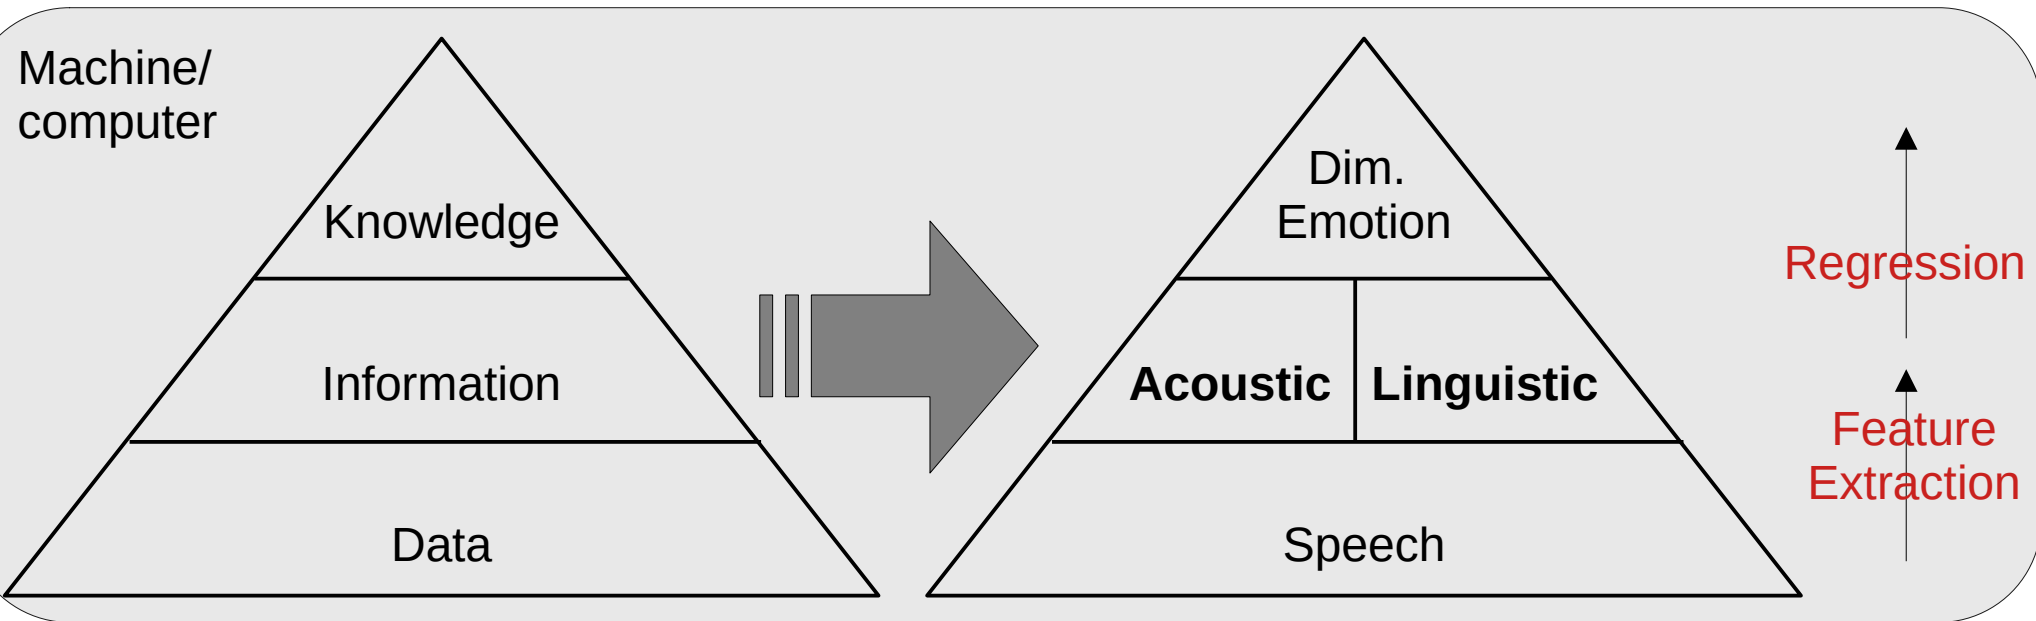 Machine/
computer
Knowledge
Information
Data
Dim.
Emotion
Acoustic
Linguistic
Speech
Regression
Feature
Extraction